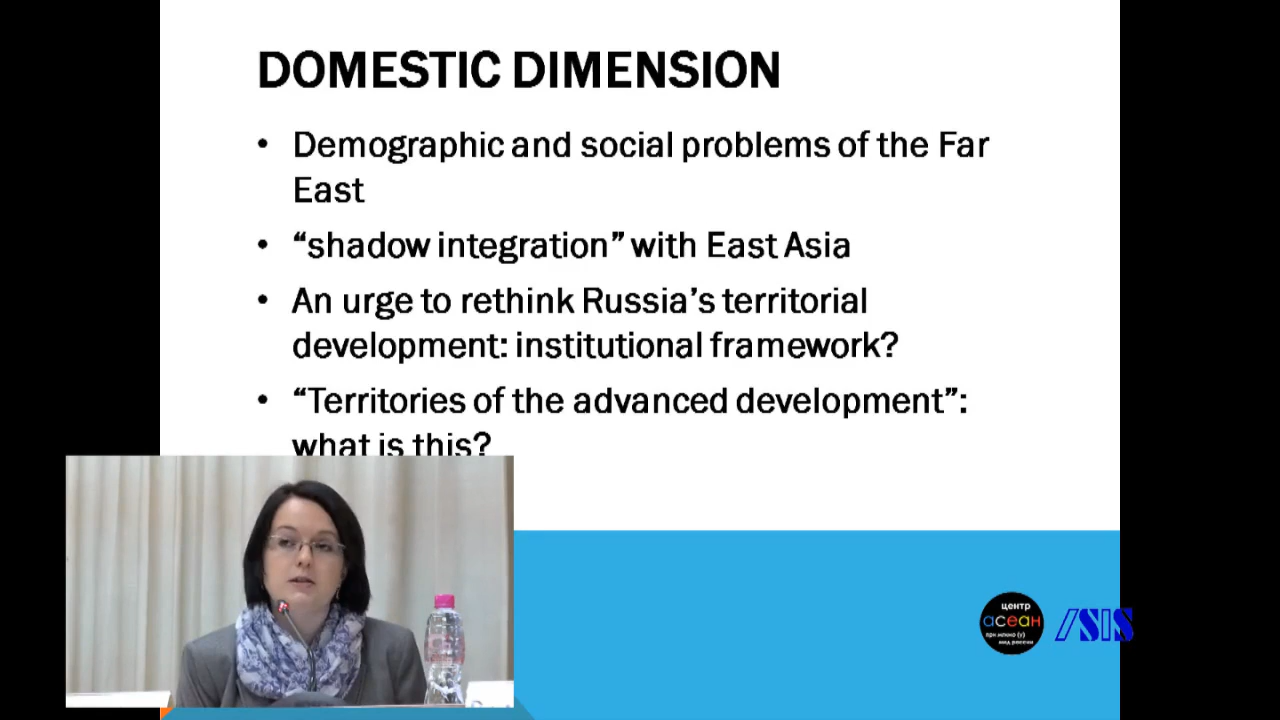 DOMESTIC DIMENSION
• Demographic and social problems of the Far
East
• “shadow integration” with East Asia
• An urge to rethink Russia’s territorial
development: institutional framework?
• “Territories of the advanced development”:
what is this?
центр
асеан
при мгимо (у)
мид россии
ISIS